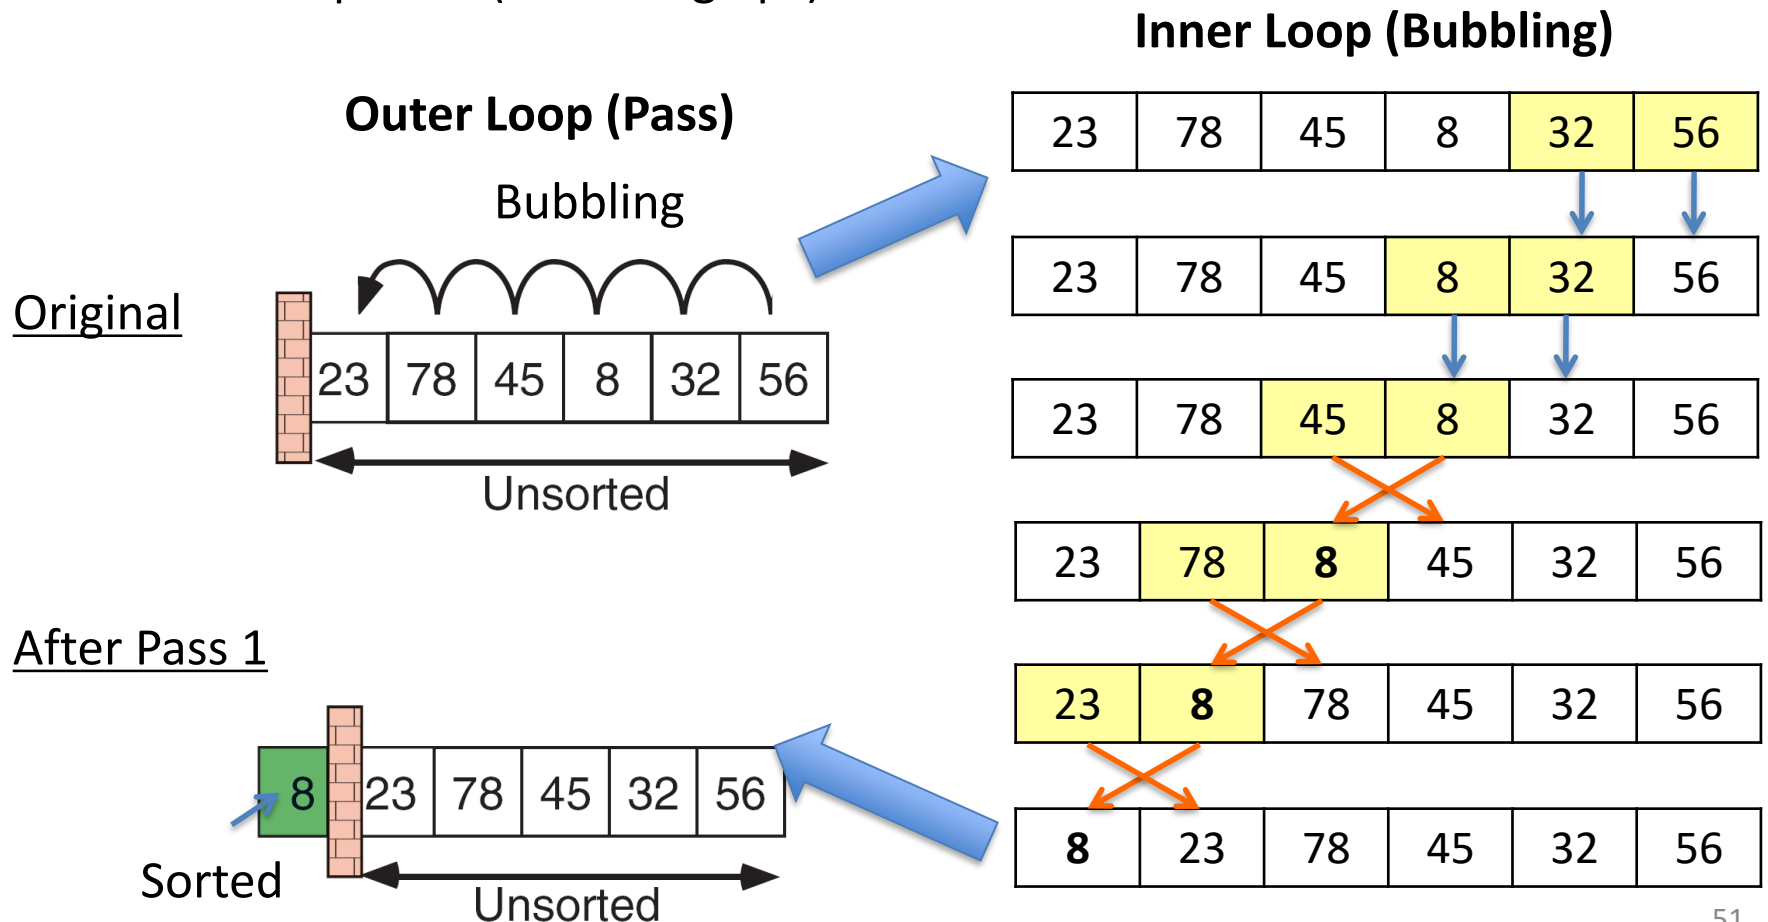 Inner Loop (Bubbling)
Outer Loop (Pass)
Bubbling
Original
23 78 45 8 32 56
Unsorted
After Pass 1
8 23 78 45 32 56
Sorted
Unsorted
23 78 45 8 32 56
23 78 45 8 32 56
23 78 45 8 32 56
23 78 8 45 32 56
23 8 78 45 32 56
8 23 78 45 32 56
51